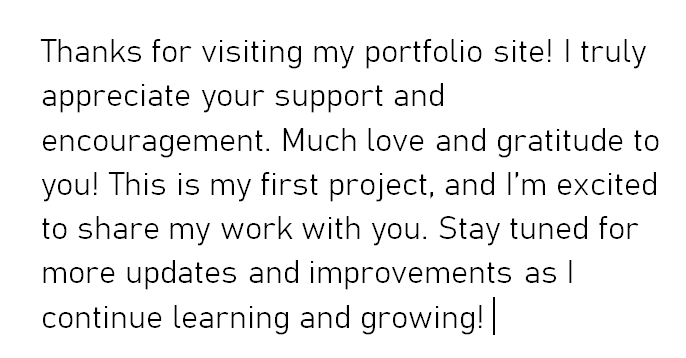 Thanks for visiting my portfolio site! I truly
appreciate your support and
encouragement. Much love and gratitude to
you! This is my first project, and I’m excited
to share my work with you. Stay tuned for
more updates and improvements as I
continue learning and growing!